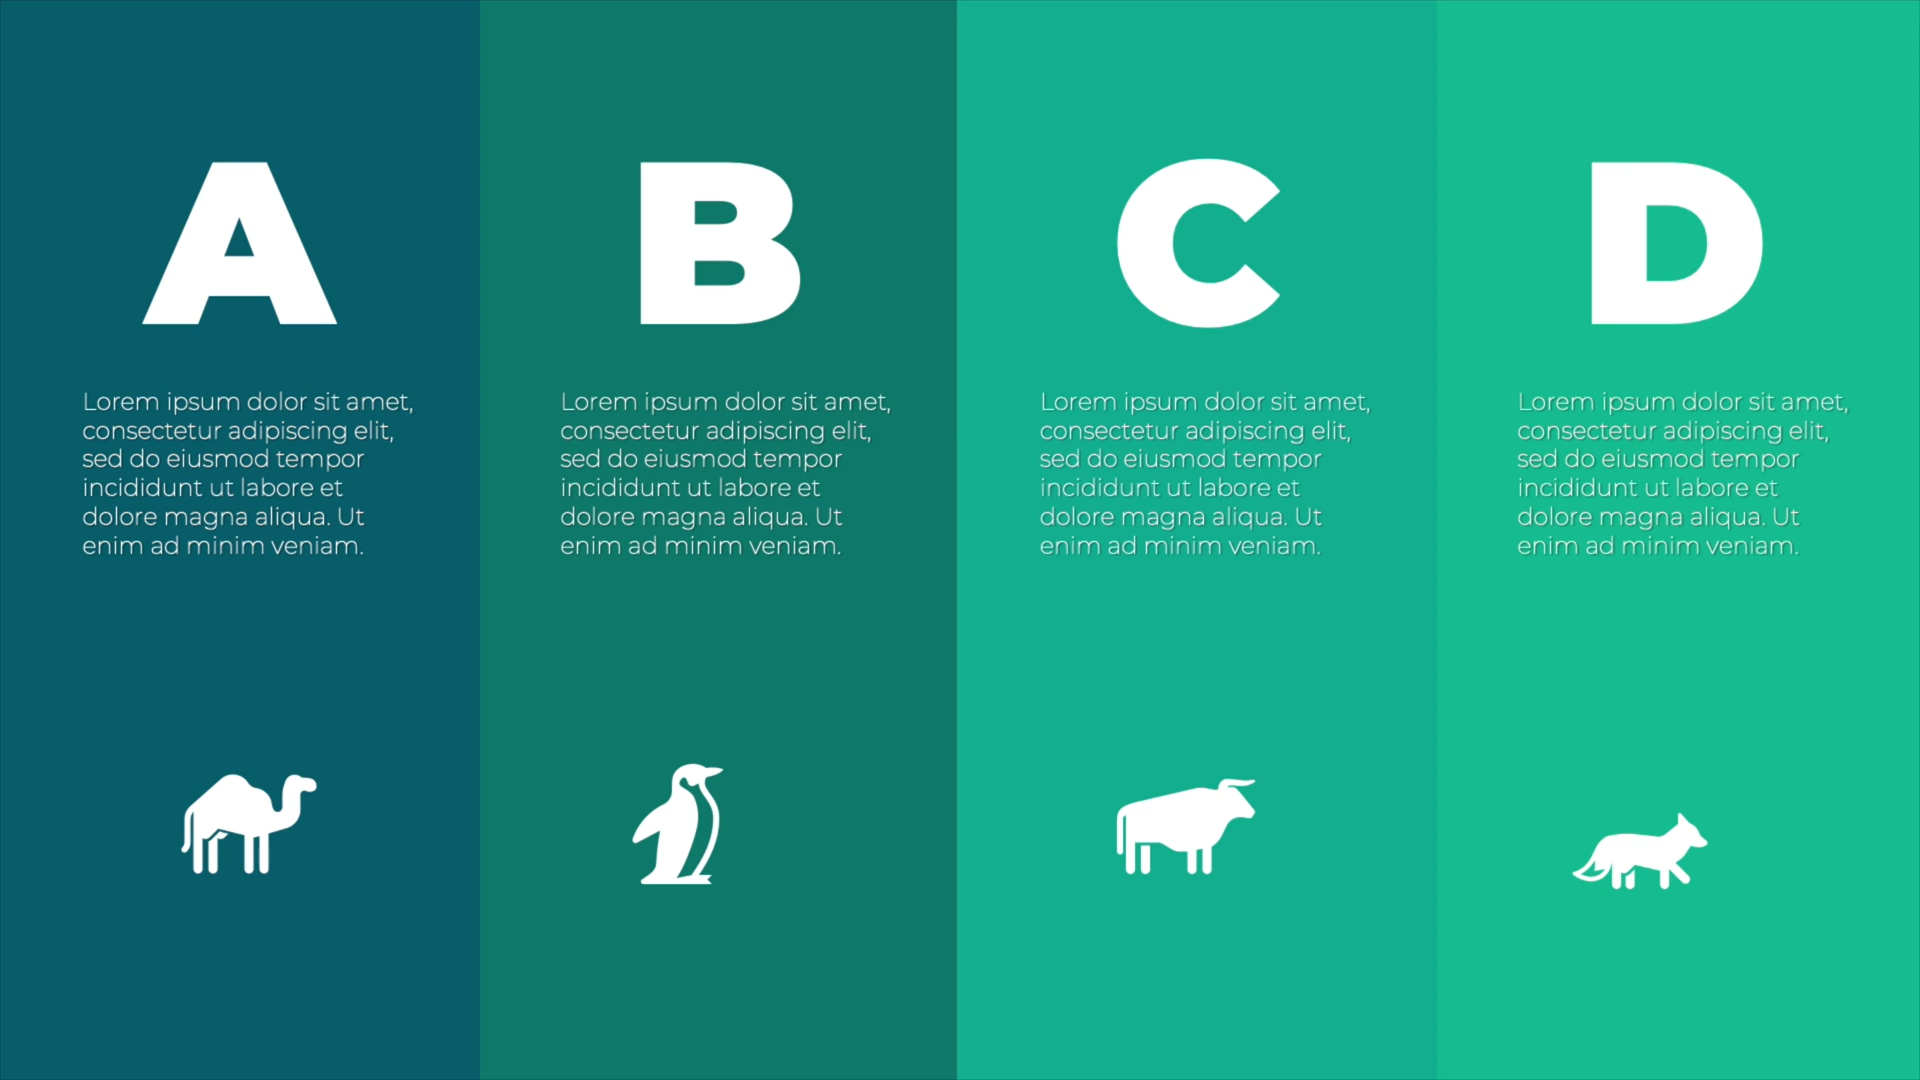 A
Lorem ipsum dolor sit amet,
consectetur adipiscing elit,
sed do eiusmod tempor
incididunt ut labore et
dolore magna aliqua. Ut
enim ad minim veniam.
B
Lorem ipsum dolor sit amet,
consectetur adipiscing elit,
sed do eiusmod tempor
incididunt ut labore et
dolore magna aliqua. Ut
enim ad minim veniam.
C
Lorem ipsum dolor sit amet,
consectetur adipiscing elit,
sed do eiusmod tempor
incididunt ut labore et
dolore magna aliqua. Ut
enim ad minim veniam.
D
Lorem ipsum dolor sit amet,
consectetur adipiscing elit,
sed do eiusmod tempor
incididunt ut labore et
dolore magna aliqua. Ut
enim ad minim veniam.